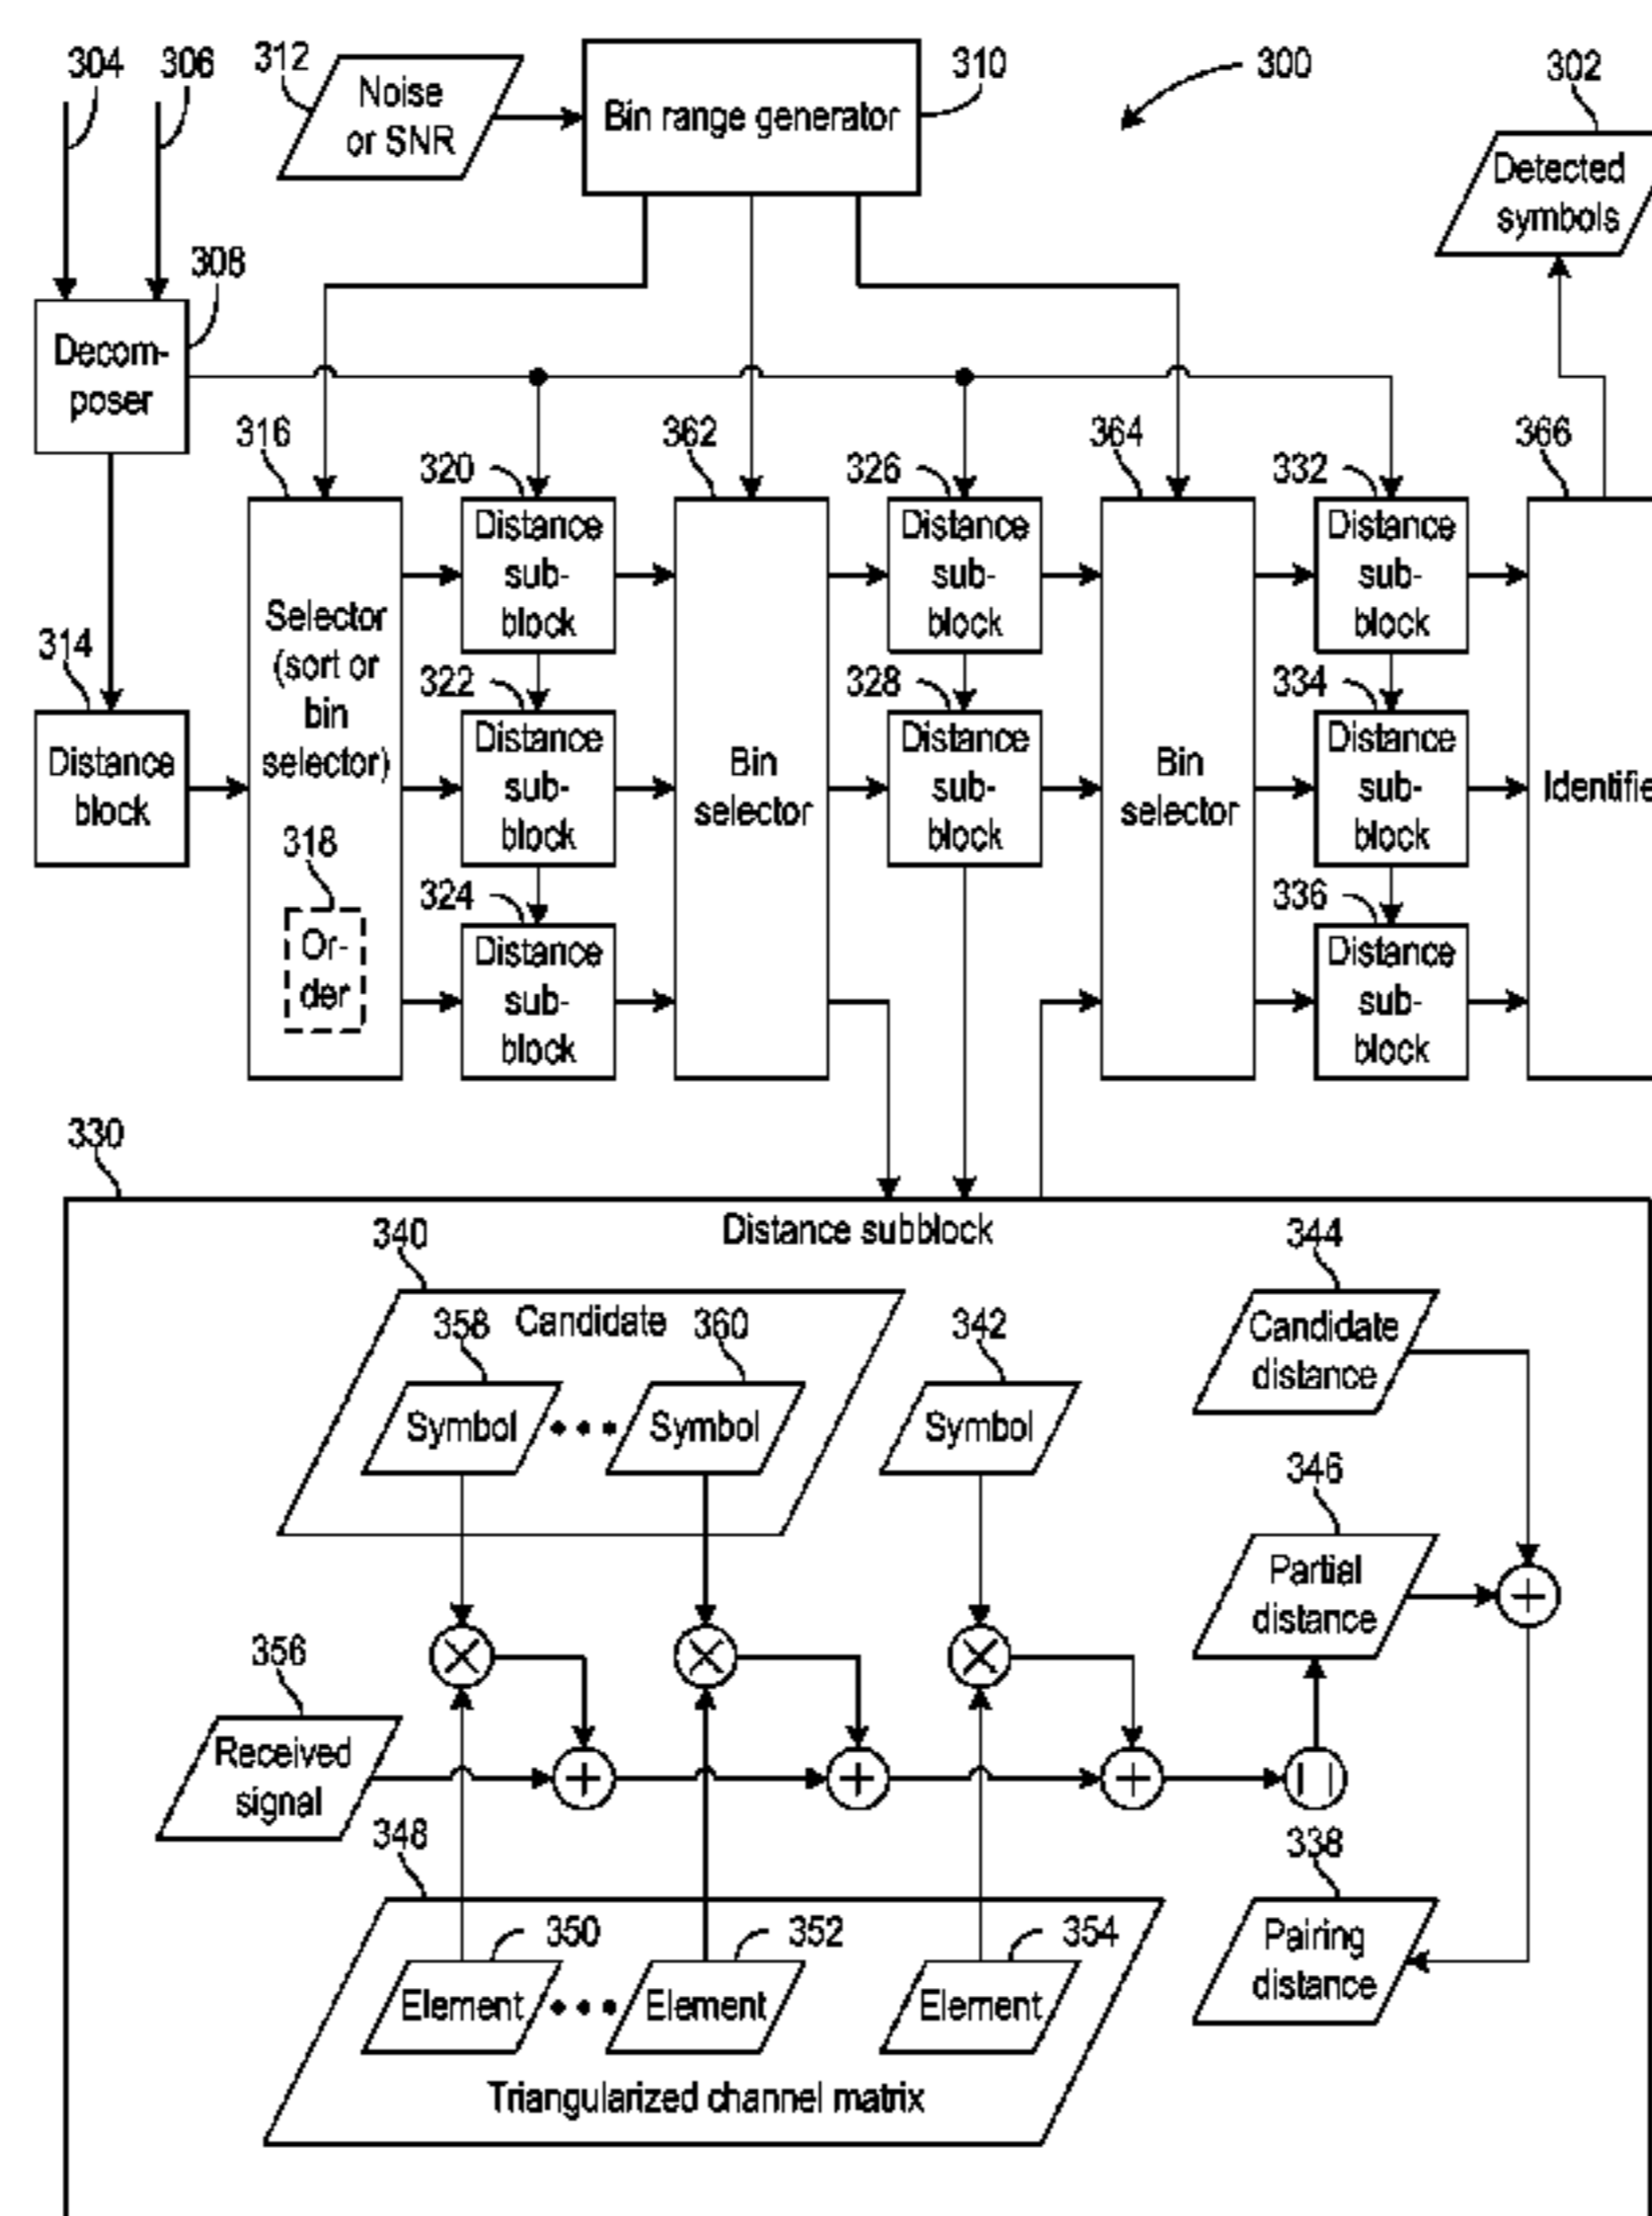 304
306
312
Noise
or SNR
Bin range generator
310
300
302
Detected
symbols
308
Decom-
poser
316
320
362
326
364
332
366
Distance
sub-
block
Distance
sub-
block
Distance
sub-
block
314
Distance
block
Selector
(sort or
bin
selector)
318
Or-
der
322
Distance
sub-
block
Bin
selector
328
Distance
sub-
block
Bin
selector
334
Distance
sub-
block
Identifie
324
Distance
sub-
block
336
Distance
sub-
block
330
Distance subblock
340
Candidate
358
Symbol
360
Symbol
342
Symbol
344
Candidate
distance
346
Partial
distance
356
Received
signal
348
338
Pairing
distance
350
Element
352
Element
354
Element
Triangularized channel matrix